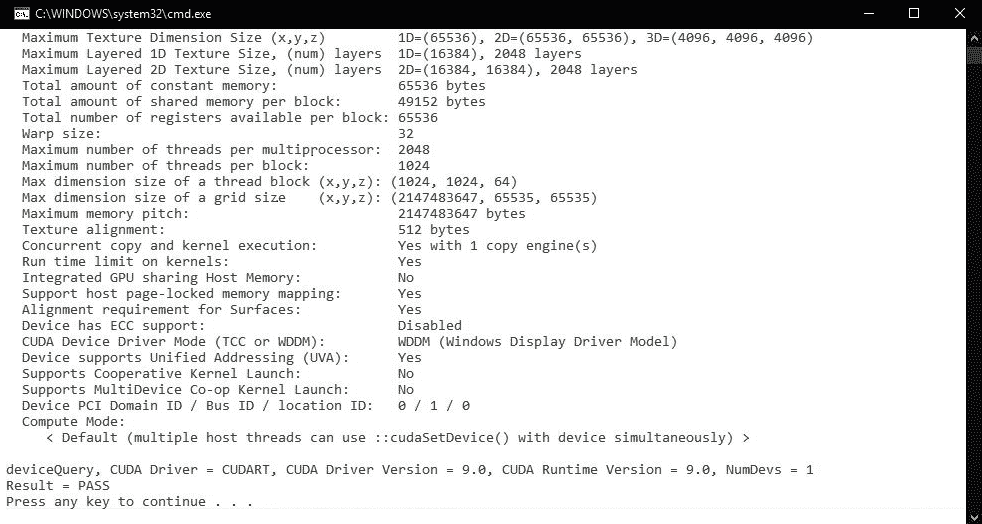 C:\WINDOWS\system32\cmd.exe
Maximum Texture Dimension Size (x,y,z) 1D=(65536), 2D=(65536, 65536), 3D=(4096, 4096, 4096)
Maximum Layered 1D Texture Size, (num) layers 1D=(16384), 2048 layers
Maximum Layered 2D Texture Size, (num) layers 2D=(16384, 16384), 2048 layers
Total amount of constant memory: 65536 bytes
Total amount of shared memory per block: 49152 bytes
Total number of registers available per block: 65536
Warp size: 32
Maximum number of threads per multiprocessor: 2048
Maximum number of threads per block: 1024
Max dimension size of a thread block (x,y,z): (1024, 1024, 64)
Max dimension size of a grid size (x,y,z): (2147483647, 65535, 65535)
Maximum memory pitch: 2147483647 bytes
Texture alignment: 512 bytes
Concurrent copy and kernel execution: Yes with 1 copy engine(s)
Run time limit on kernels: Yes
Integrated GPU sharing Host Memory: No
Support host page-locked memory mapping: Yes
Alignment requirement for Surfaces: Yes
Device has ECC support: Disabled
CUDA Device Driver Mode (TCC or WDDM): WDDM (Windows Display Driver Model)
Device supports Unified Addressing (UVA): Yes
Supports Cooperative Kernel Launch: No
Supports MultiDevice Co-op Kernel Launch: No
Device PCI Domain ID / Bus ID / location ID: 0 / 1 / 0
Compute Mode:
< Default (multiple host threads can use ::cudaSetDevice() with device simultaneously) >
deviceQuery, CUDA Driver = CUDART, CUDA Driver Version = 9.0, CUDA Runtime Version = 9.0, NumDevs = 1
Result = PASS
Press any key to continue . . .